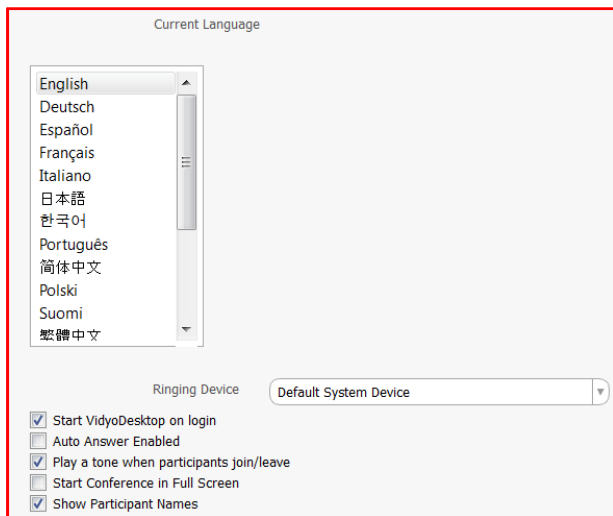 Current Language
English
Deutsch
Español
Français
Italiano
日本語
한국어
Português
简体中文
Polski
Suomi
繁體中文
Ringing Device
Default System Device
Start VidyoDesktop on login
Auto Answer Enabled
Play a tone when participants join/leave
Start Conference in Full Screen
Show Participant Names